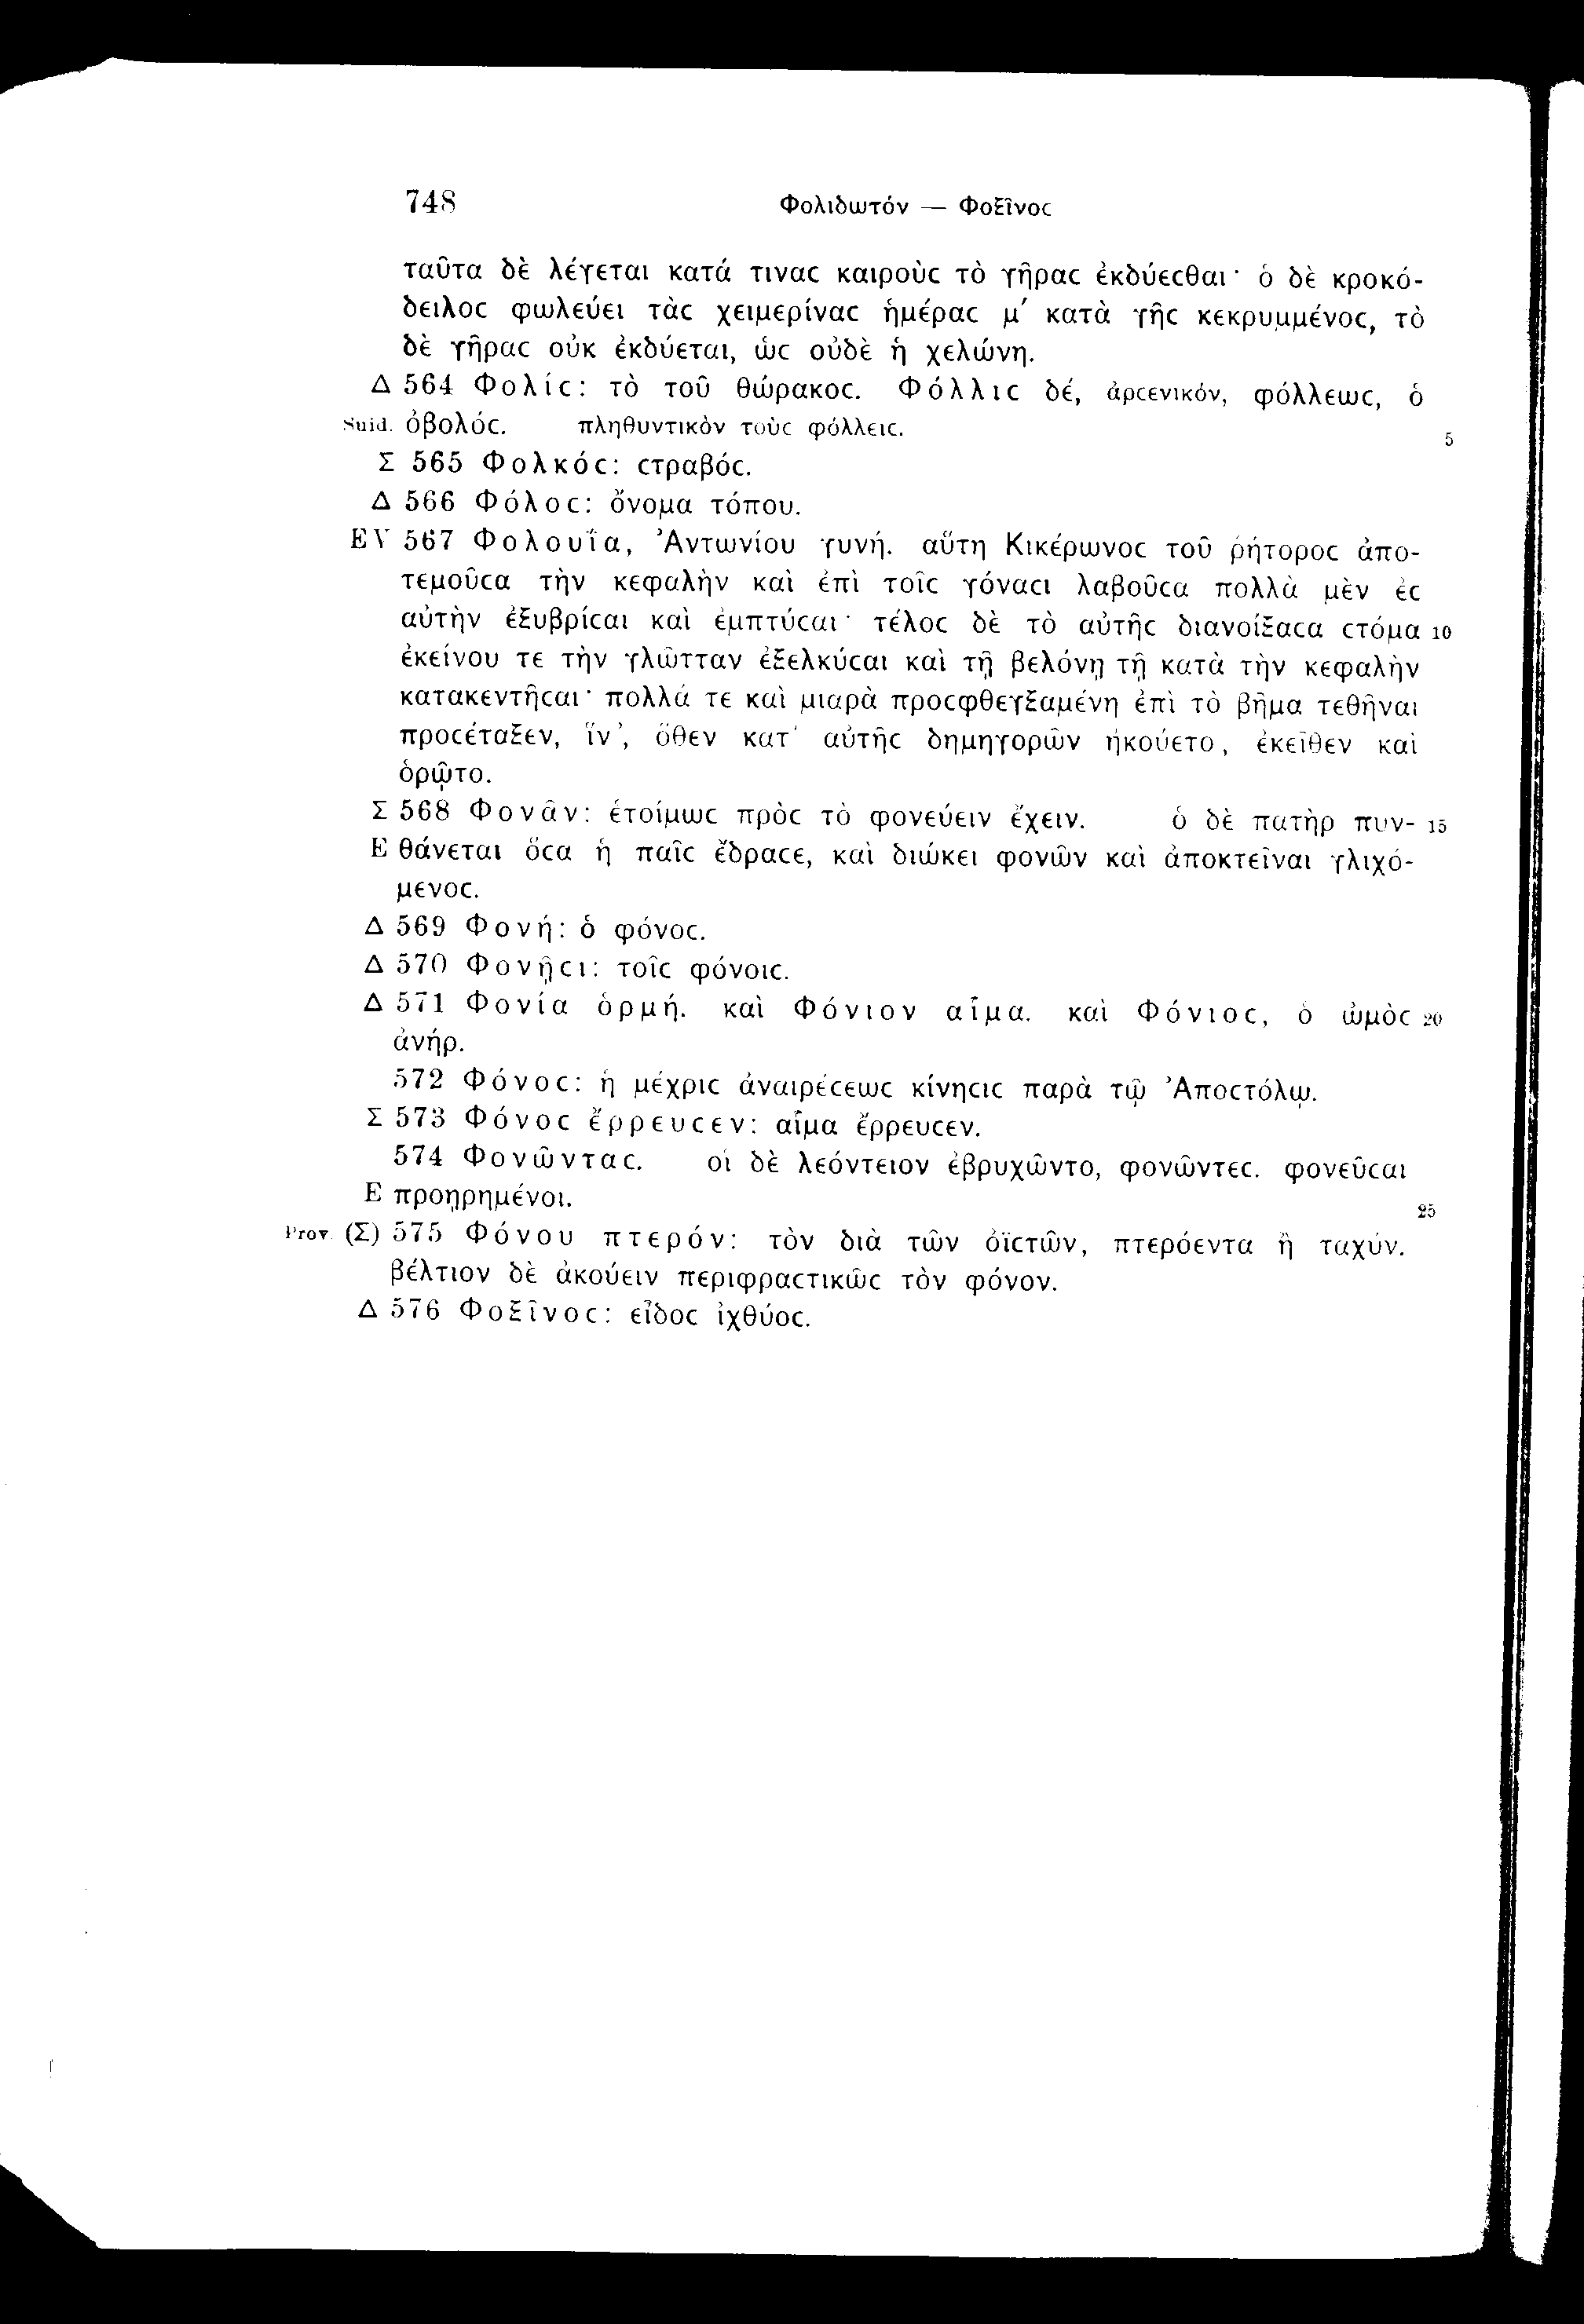 748 Φολιδωτόν — Φοξῖνοϲ
ταῦτα δὲ λέγεται κατά τιναϲ καιροὺϲ τὸ γῆραϲ ἐκδύεϲθαι· ὁ δὲ κροκό-
δειλοϲ φωλεύει τὰϲ χειμερίναϲ ἡμέραϲ μ′ κατὰ γῆϲ κεκρυμμένοϲ, τὸ
δὲ γῆραϲ οὐκ ἐκδύεται, ὡϲ οὐδὲ ἡ χελώνη.
Δ 564 Φολίϲ: τὸ τοῦ θώρακοϲ. Φόλλιϲ δέ, ἀρϲενικόν, φόλλεωϲ, ὁ
Suid. ὀβολόϲ. πληθυντικὸν τοὺϲ φόλλειϲ. 5
Σ 565 Φολκόϲ: ϲτραβόϲ.
Δ 566 Φόλοϲ: ὄνομα τόπου.
EV 567 Φολουΐα, Ἀντωνίου γυνή. αὕτη Κικέρωνοϲ τοῦ ῥήτοροϲ ἀπο-
τεμοῦϲα τὴν κεφαλὴν καὶ ἐπὶ τοῖϲ γόναϲι λαβοῦϲα πολλὰ μὲν ἐϲ
αὐτὴν ἐξυβρίϲαι καὶ ἐμπτύϲαι· τέλοϲ δὲ τὸ αὐτῆϲ διανοίξαϲα ϲτόμα 10
ἐκείνου τε τὴν γλῶτταν ἐξελκύϲαι καὶ τῇ βελόνῃ τῇ κατὰ τὴν κεφαλὴν
κατακεντῆϲαι· πολλά τε καὶ μιαρὰ προϲφθεγξαμένη ἐπὶ τὸ βῆμα τεθῆναι
προϲέταξεν, ἵν’, ὅθεν κατ’ αὐτῆϲ δημηγορῶν ἠκούετο, ἐκεῖθεν καὶ
ὁρῷτο.
Σ 568 Φονᾶν: ἑτοίμωϲ πρὸϲ τὸ φονεύειν ἔχειν. ὁ δὲ πατὴρ πυν- 15
E θάνεται ὅϲα ἡ παῖϲ ἔδραϲε, καὶ διώκει φονῶν καὶ ἀποκτεῖναι γλιχό-
μενοϲ.
Δ 569 Φονή: ὁ φόνοϲ.
Δ 570 Φονῇϲι: τοῖϲ φόνοιϲ.
Δ 571 Φονία ὁρμή. καὶ Φόνιον αἷμα. καὶ Φόνιοϲ, ὁ ὠμὸϲ 20
ἀνήρ.
572 Φόνοϲ: ἡ μέχριϲ ἀναιρέϲεωϲ κίνηϲιϲ παρὰ τῷ Ἀποϲτόλῳ.
Σ 573 Φόνοϲ ἔρρευϲεν: αἷμα ἔρρευϲεν.
574 Φονῶνταϲ. οἱ δὲ λεόντειον ἐβρυχῶντο, φονῶντεϲ. φονεῦϲαι
E προῃρημένοι. 25
Prov. (Σ) 575 Φόνου πτερόν: τὸν διὰ τῶν ὀϊϲτῶν, πτερόεντα ἢ ταχύν.
βέλτιον δὲ ἀκούειν περιφραϲτικῶϲ τὸν φόνον.
Δ 576 Φοξῖνοϲ: εἶδοϲ ἰχθύοϲ.